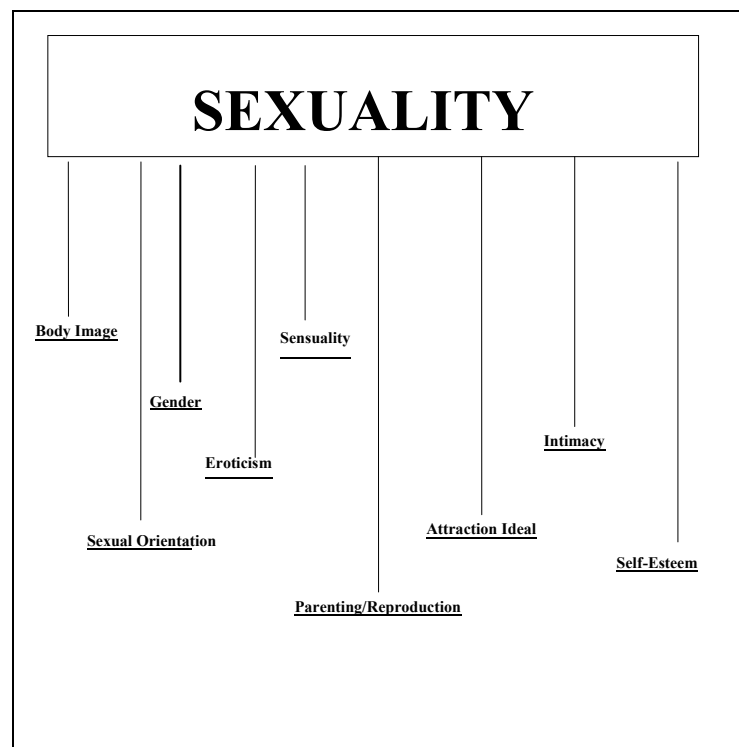 SEXUALITY
Body Image
Sensuality
Gender
Intimacy
Eroticism
Attraction Ideal
Sexual Orientation
Self-Esteem
Parenting/Reproduction